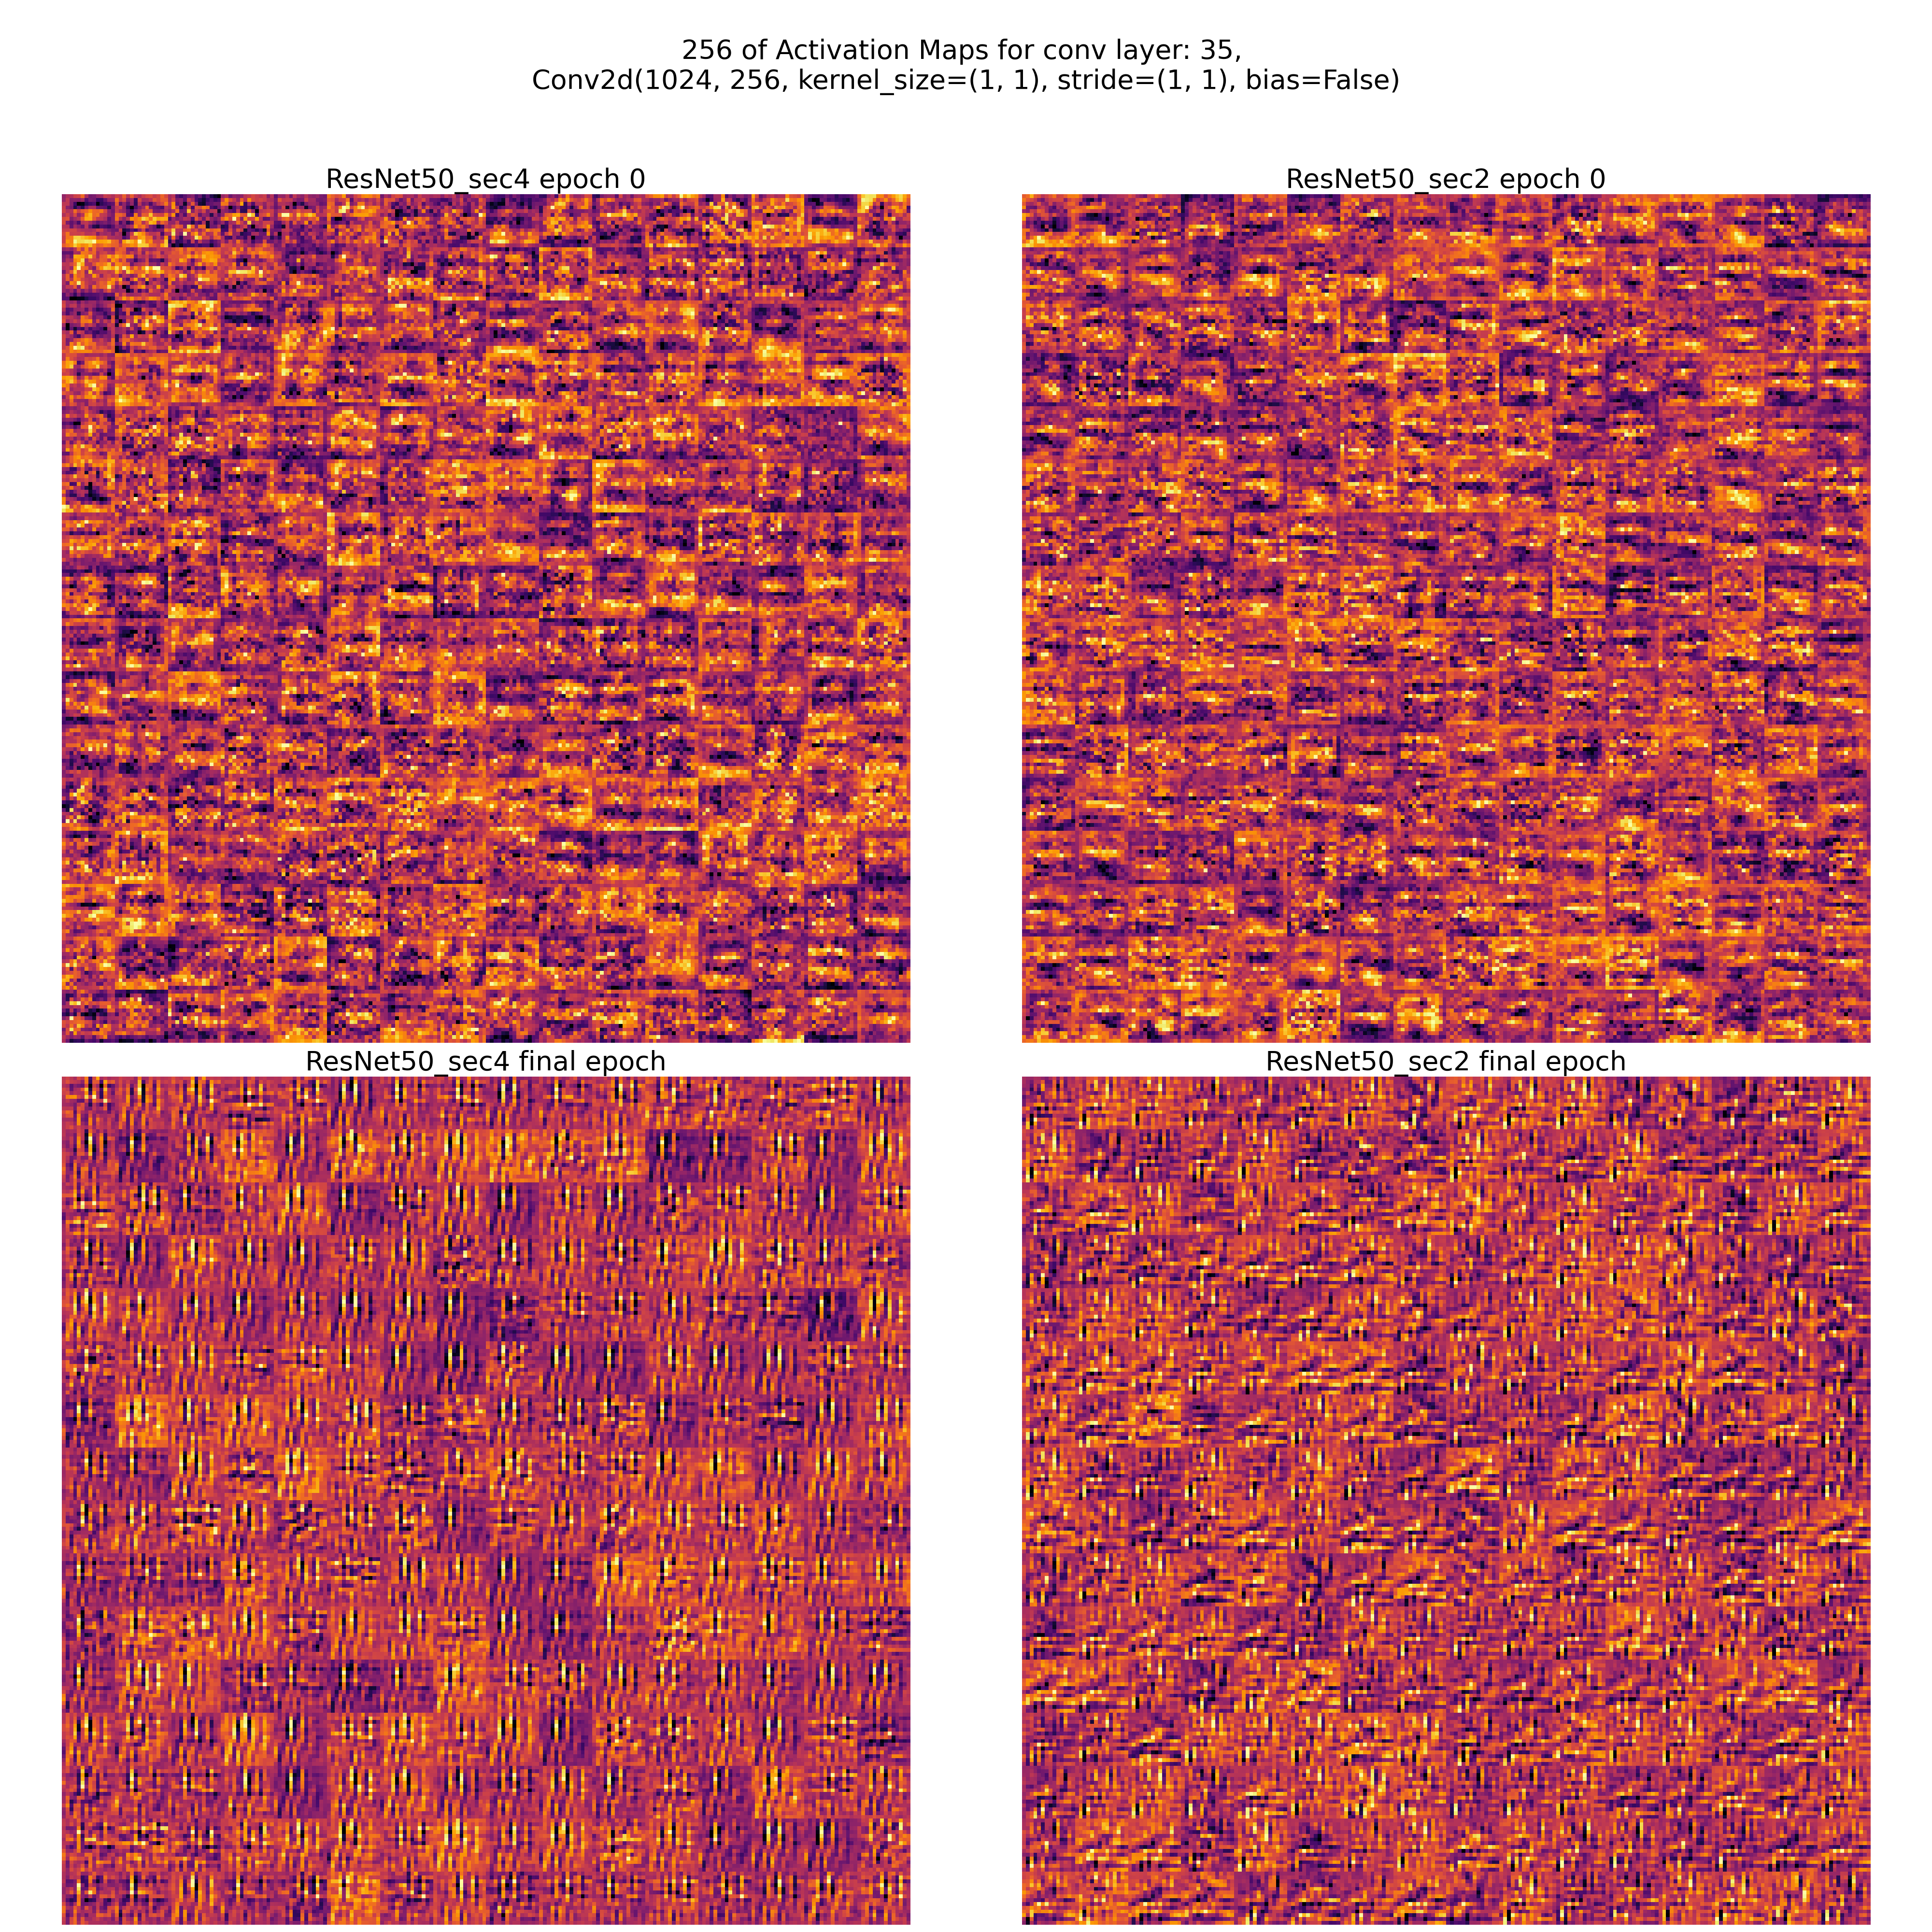 256 of Activation Maps for conv layer: 35,
Conv2d(1024, 256, kernel_size=(1, 1), stride=(1, 1), bias=False)
ResNet50_sec4 epoch 0
ResNet50_sec2 epoch 0
ResNet50_sec4 final epoch
ResNet50_sec2 final epoch